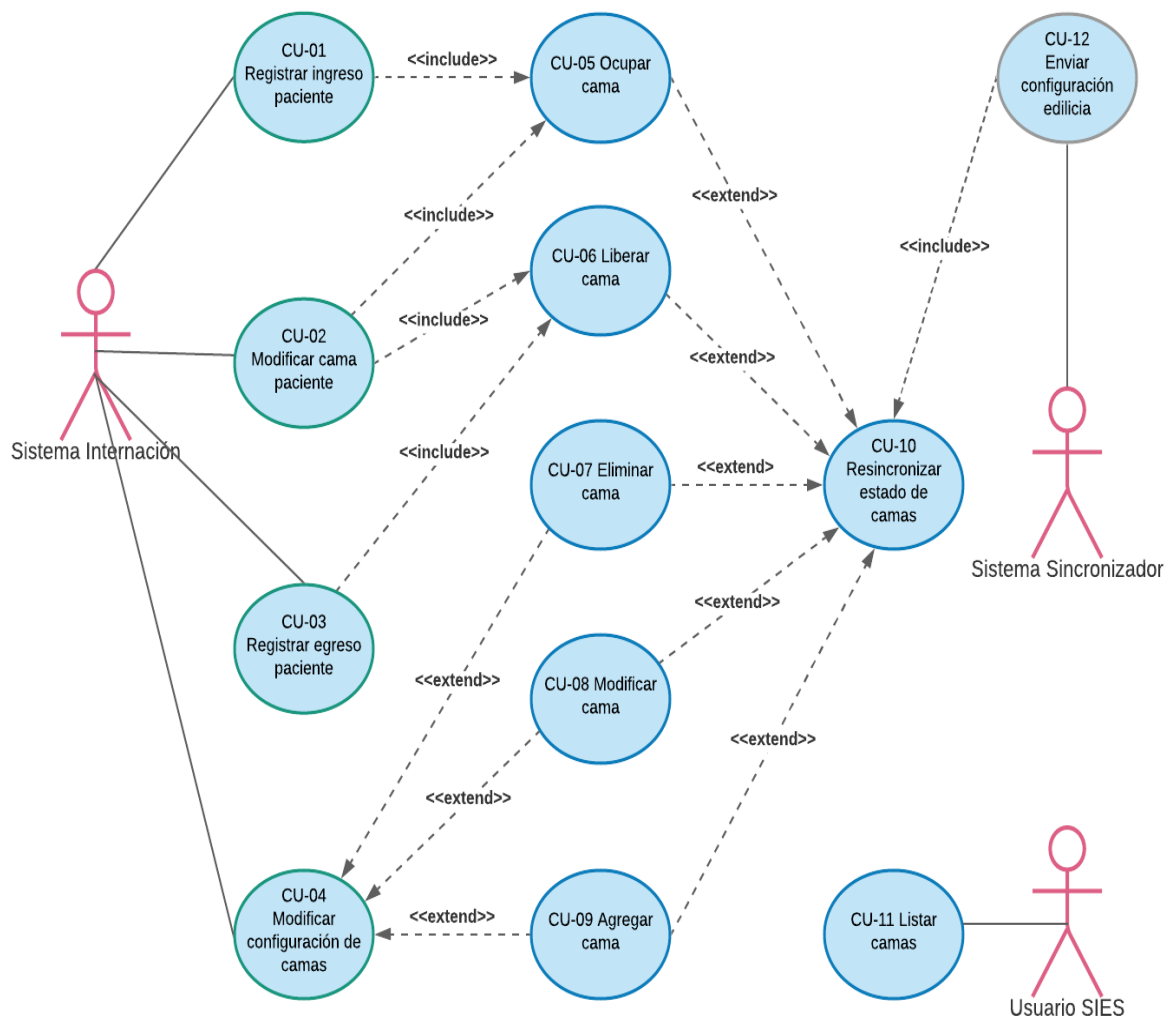 CU-01
Registrar ingreso
paciente
<<include>>
CU-05 Ocupar
cama
CU-12
Enviar
configuración
edilicia
<<extend>>
<<include>>
<<include>>
CU-06 Liberar
cama
<<include>>
<<extend>>
CU-02
Modificar cama
paciente
Sistema Internación
<<include>>
CU-07 Eliminar
cama
<<extend>
CU-10
Resincronizar
estado de
camas
Sistema Sincronizador
CU-03
Registrar egreso
paciente
<<extend>>
<<extend>>
CU-08 Modificar
cama
<<extend>>
<<extend>>
CU-04
Modificar
configuración de
camas
<<extend>>
CU-09 Agregar
cama
CU-11 Listar
camas
Usuario SIES